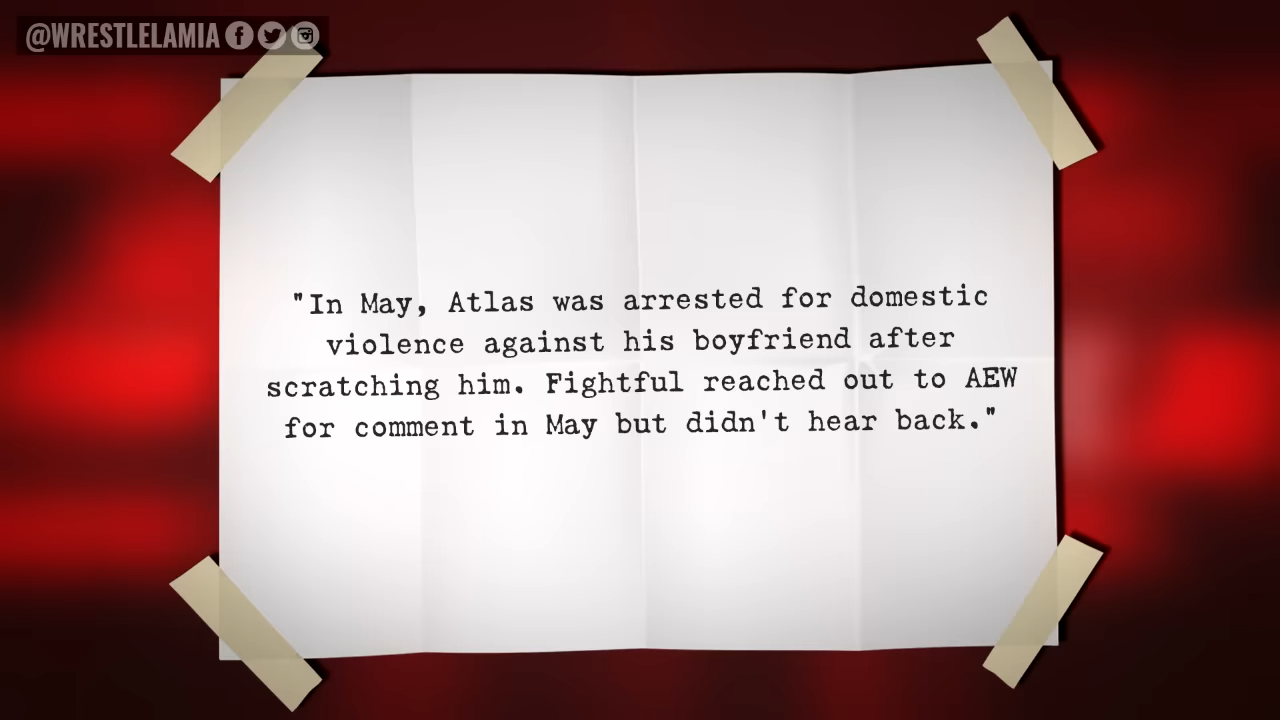 @WRESTLELAMIA
"In May, Atlas was arrested for domestic
violence against his boyfriend after
scratching him. Fightful reached out to AEW
for comment in May but didn't hear back."